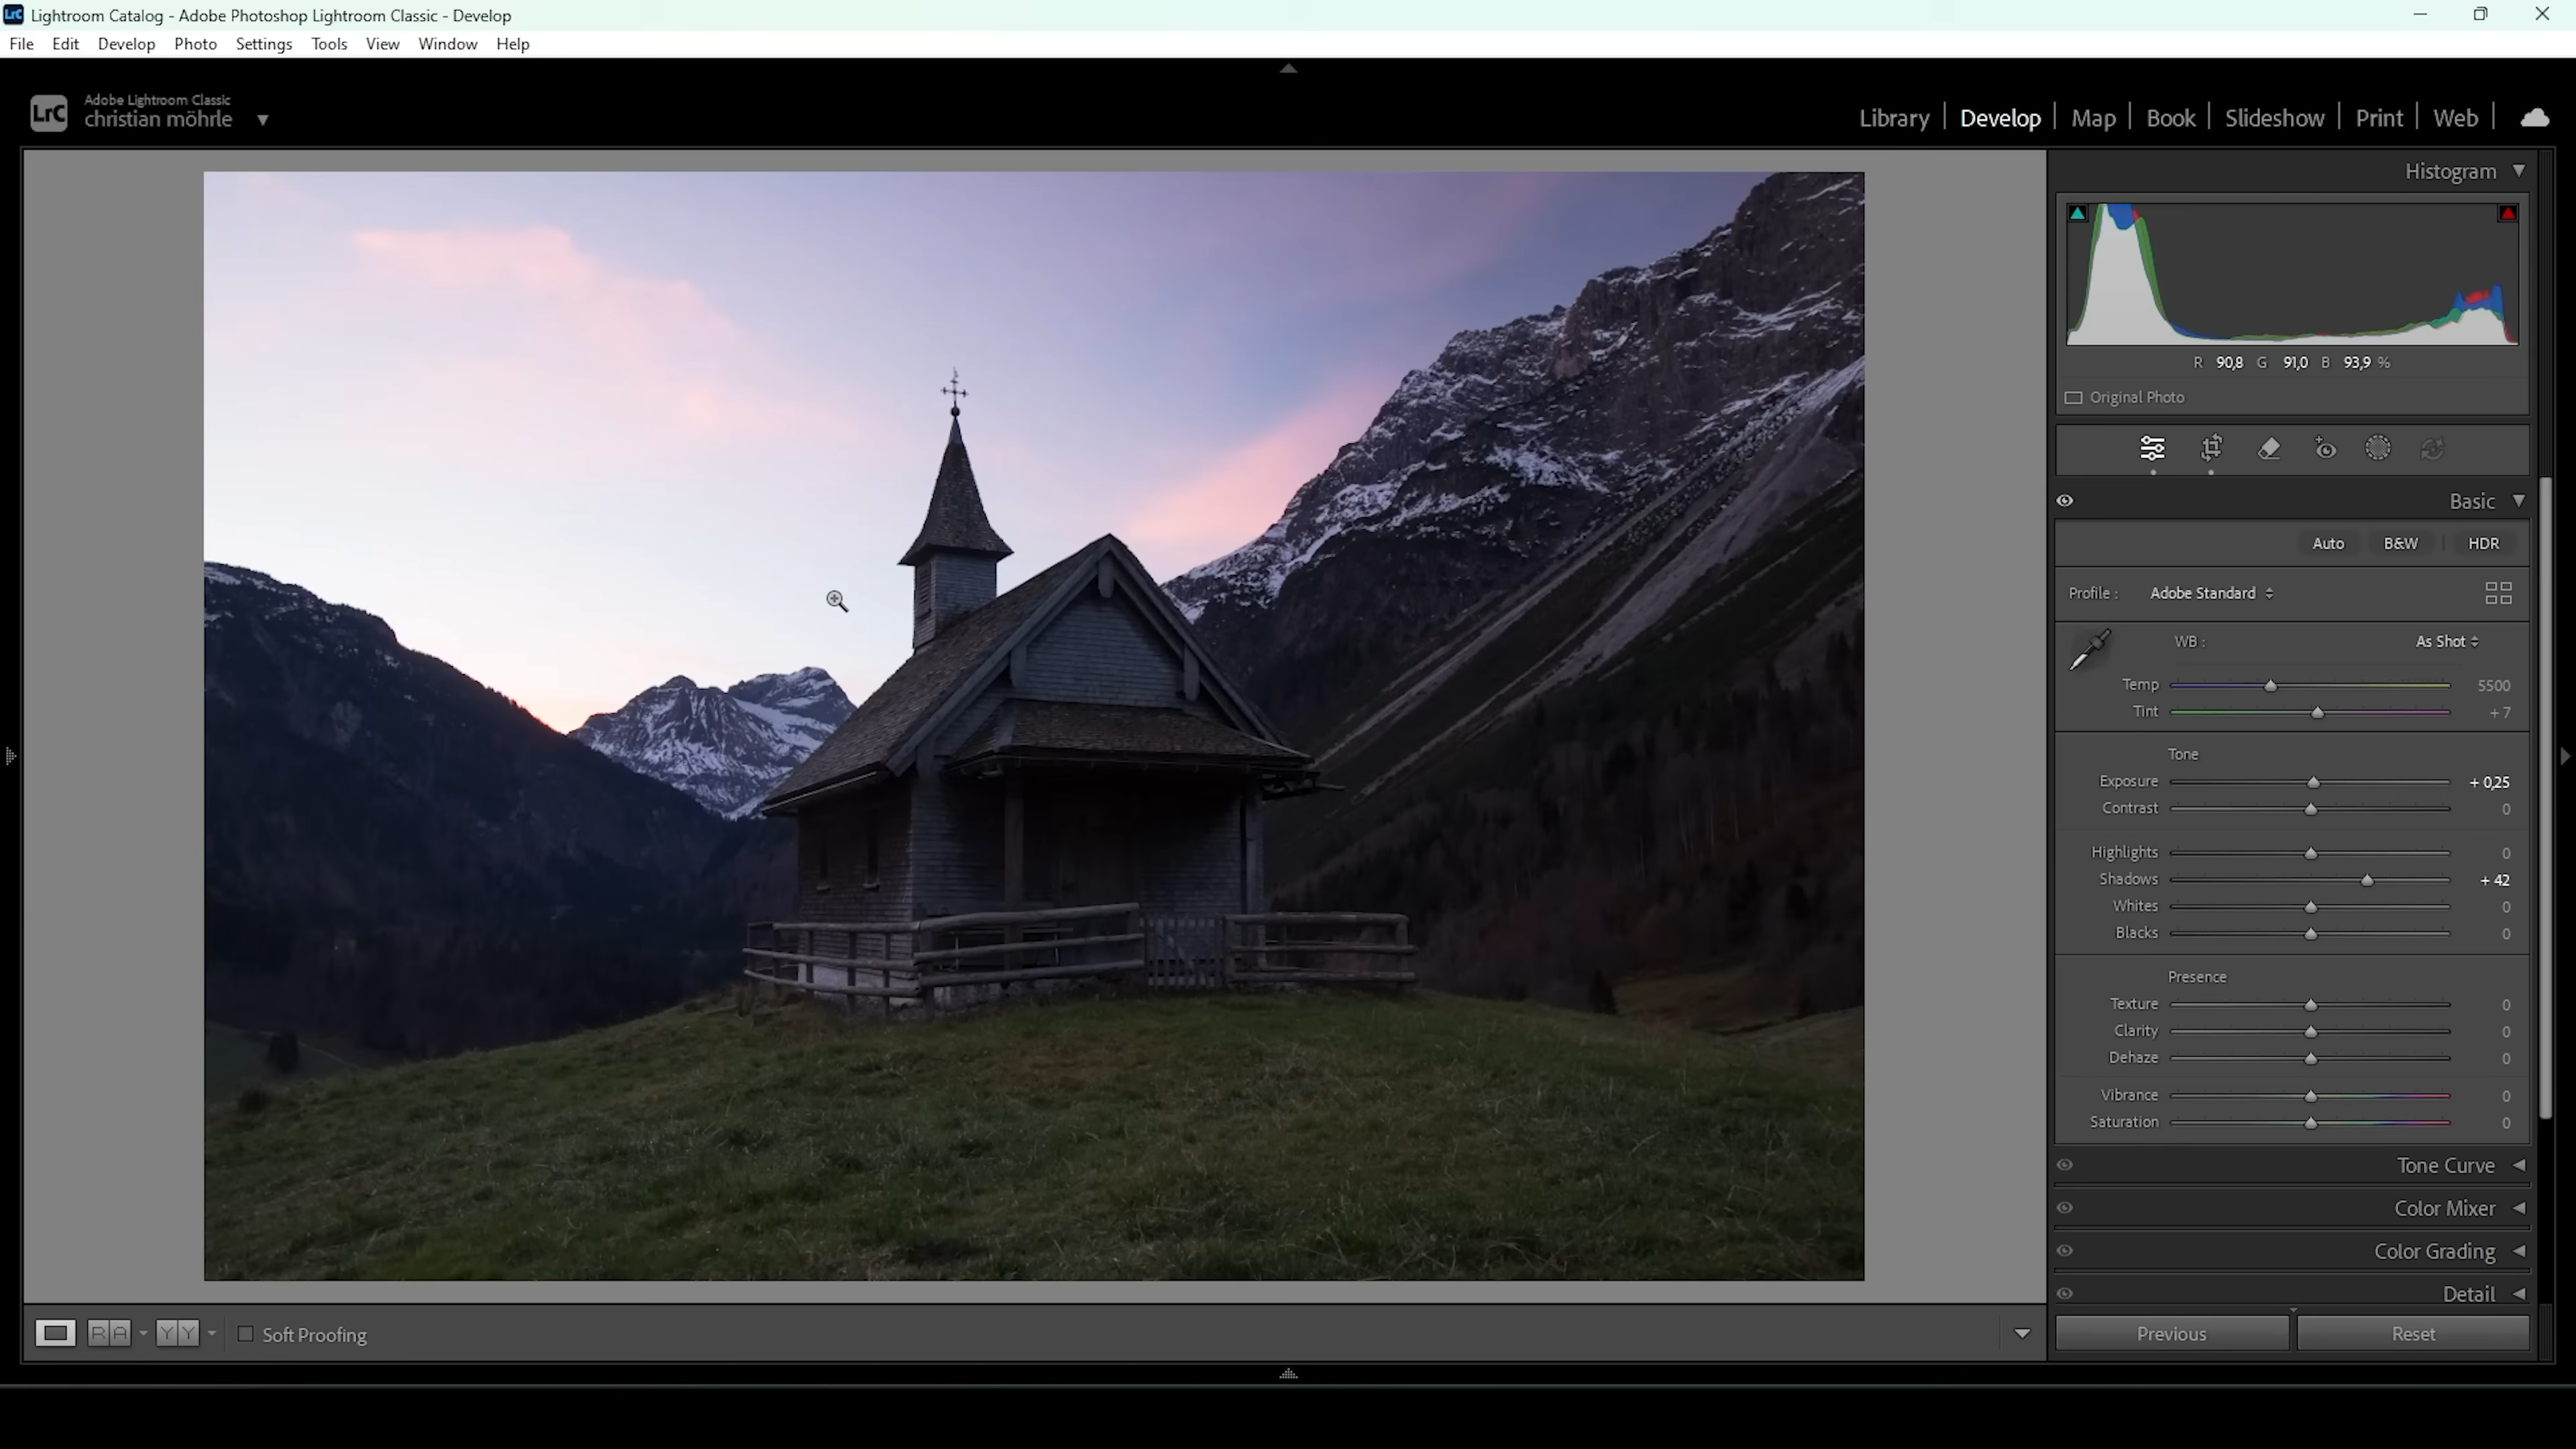 LrC Lightroom Catalog - Adobe Photoshop Lightroom Classic - Develop
File Edit Develop Photo Settings Tools View Window Help
LrC
Adobe Lightroom Classic
christian möhrle
Library | Develop | Map | Book | Slideshow | Print | Web |
Histogram
R 90,8 G 91,0 B 93,9 %
Original Photo
Basic
Auto B&W HDR
Profile : Adobe Standard
WB : As Shot
Temp 5500
Tint + 7
Tone
Exposure + 0,25
Contrast 0
Highlights 0
Shadows + 42
Whites 0
Blacks 0
Presence
Texture 0
Clarity 0
Dehaze 0
Vibrance 0
Saturation 0
Tone Curve
Color Mixer
Color Grading
Detail
R A Y Y Soft Proofing
Previous Reset